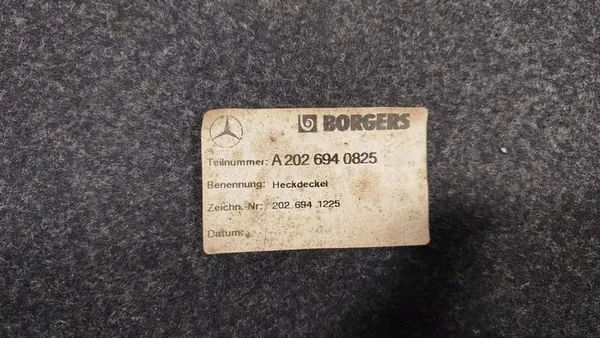 BORGERS
Teilnummer: A 202 694 0825
Benennung: Heckdeckel
Zeichn.-Nr: 202 694 1225
Datum: